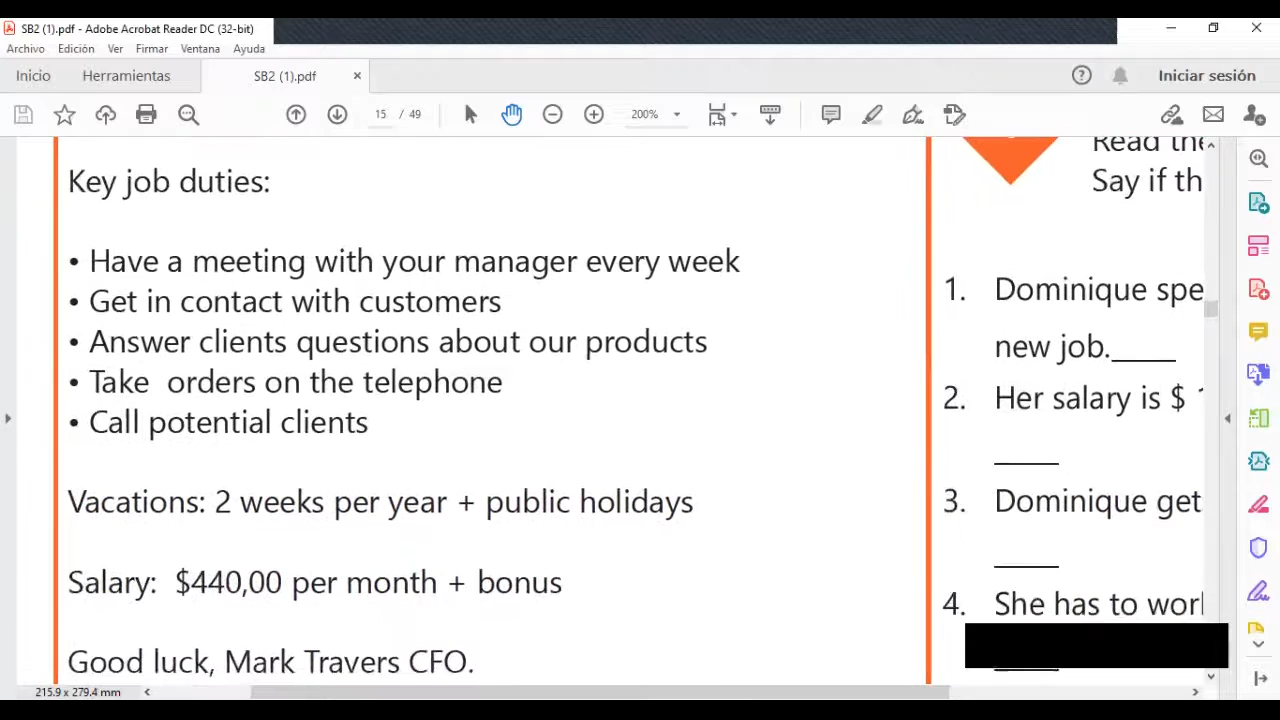 SB2 (1).pdf - Adobe Acrobat Reader DC (32-bit)
Archivo Edición Ver Firmar Ventana Ayuda
Inicio Herramientas SB2 (1).pdf × Iniciar sesión
15 / 49 200%
Key job duties:
• Have a meeting with your manager every week
• Get in contact with customers
• Answer clients questions about our products
• Take orders on the telephone
• Call potential clients
Vacations: 2 weeks per year + public holidays
Salary: $440,00 per month + bonus
Good luck, Mark Travers CFO.
Read
Say if th
1. Dominique spe
new job._____
2. Her salary is $
_____
3. Dominique get
_____
4. She has to worl
215.9 x 279.4 mm